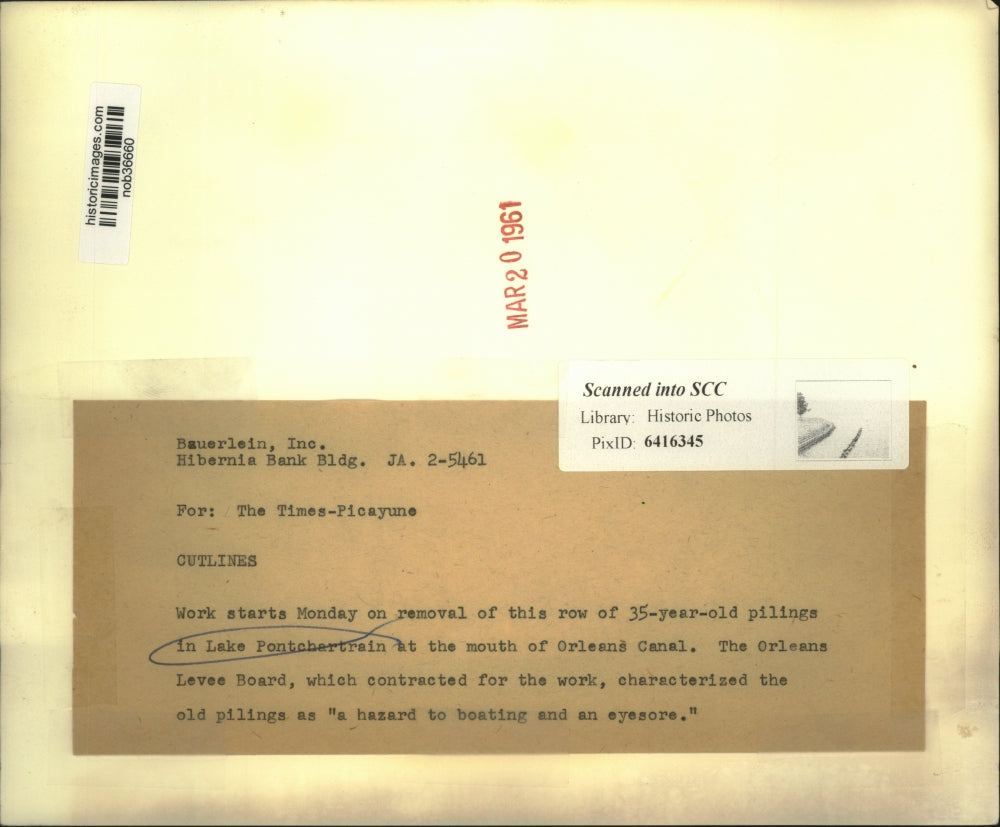 historicimages.com
nob36660
MAR 20 1961
Scanned into SCC
Library: Historic Photos
PixID: 6416345
Bauerlein, Inc.
Hibernia Bank Bldg. JA. 2-5461
For: The Times-Picayune
CUTLINES
Work starts Monday on removal of this row of 35-year-old pilings
in Lake Pontchartrain at the mouth of Orleans Canal. The Orleans
Levee Board, which contracted for the work, characterized the
old pilings as "a hazard to boating and an eyesore."